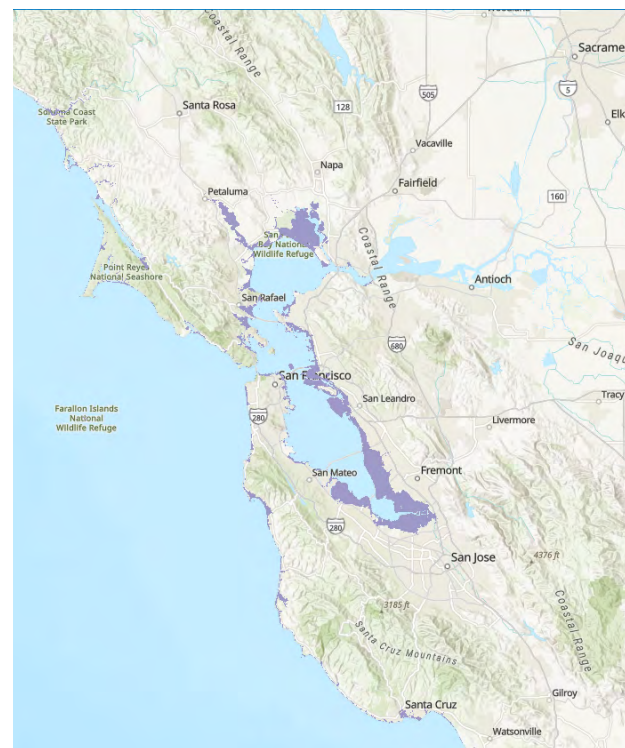 Coastal Range
Sacrame
505
5
Santa Rosa
128
Elk
Sonoma Coast
State Park
Vacaville
Napa
Fairfield
Petaluma
160
San
Bay National
Wildlife Refuge
Coastal Range
Point Reyes
National Seashore
Antioch
San Rafael
680
San Joaqu
San Francisco
Tracy
San Leandro
Farallon Islands
National
Wildlife Refuge
280
Livermore
San Mateo
Fremont
280
San Jose
4376 ft
3185 ft
Coastal Range
Santa Cruz Mountains
Gilroy
Santa Cruz
Watsonville